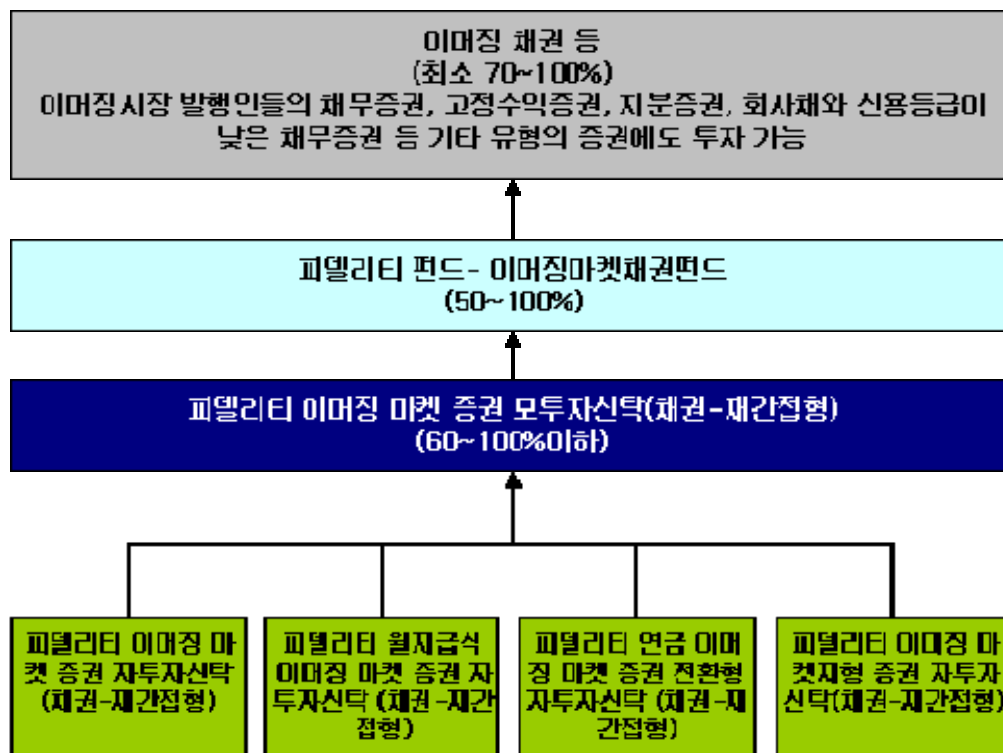 이머징 채권 등
(최소 70~100%)
이머징시장 발행인들의 채무증권, 고정수익증권, 지분증권, 회사채와 신용등급이
낮은 채무증권 등 기타 유형의 증권에도 투자 가능
피델리티 펀드- 이머징마켓채권펀드
(50~100%)
피델리티 이머징 마켓 증권 모투자신탁(채권-재간접형)
(60~100%이하)
피델리티 이머징 마
켓 증권 자투자신탁
(채권-재간접형)
피델리티 월지급식
이머징 마켓 증권 자
투자신탁 (채권-재간
접형)
피델리티 연금 이머
징 마켓 증권 전환형
자투자신탁 (채권-재
간접형)
피델리티 이머징 마
증권 자투자
신탁(채권-재간접형)